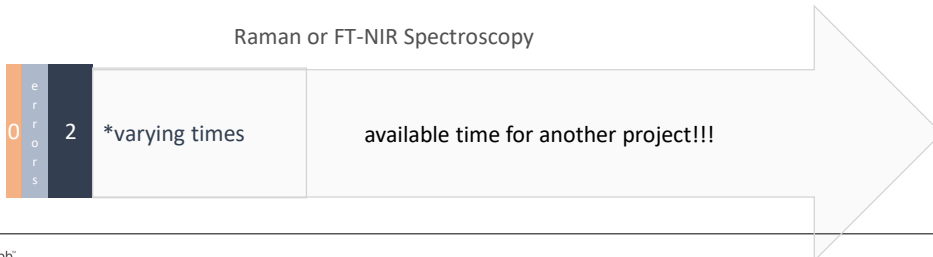 Raman or FT-NIR Spectroscopy
0
errors
2
*varying times
available time for another project!!!